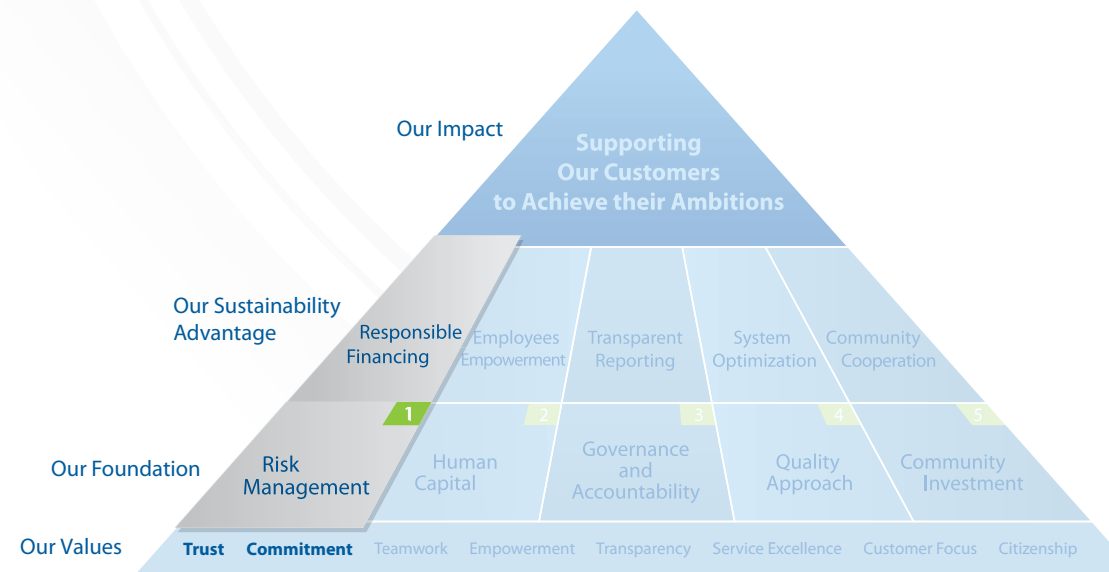 Our Impact
Supporting
Our Customers
to Achieve their Ambitions
Our Sustainability
Advantage
Responsible
Financing
Employees
Empowerment
Transparent
Reporting
System
Optimization
Community
Cooperation
1
2
3
4
5
Our Foundation
Risk
Management
Human
Capital
Governance
and
Accountability
Quality
Approach
Community
Investment
Our Values
Trust Commitment Teamwork Empowerment Transparency Service Excellence Customer Focus Citizenship